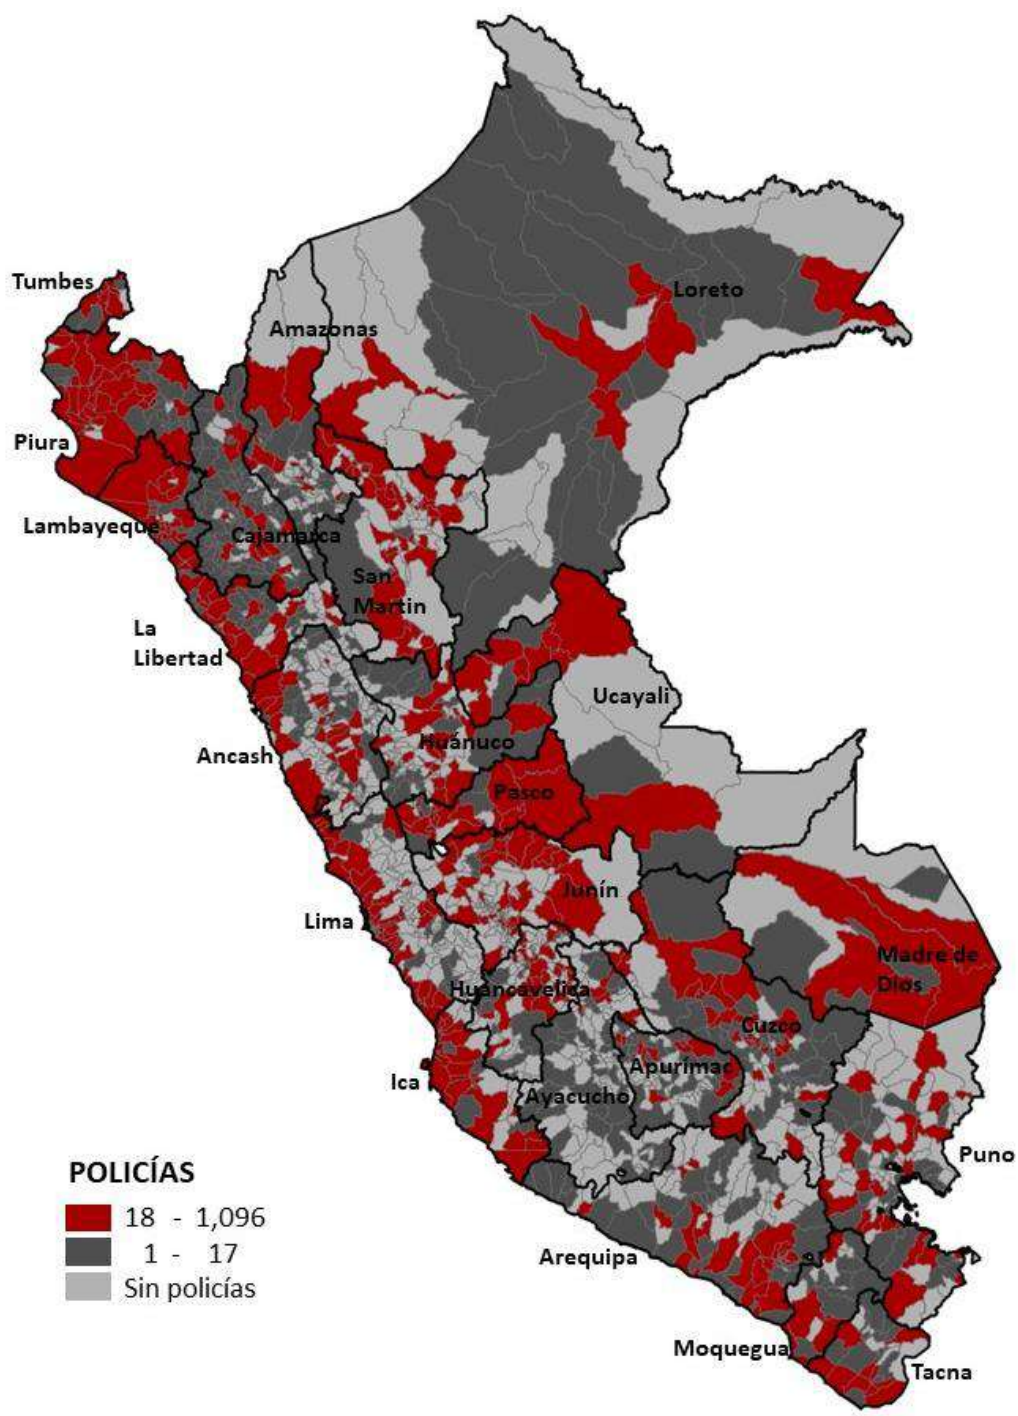 Tumbes
Loreto
Amazonas
Piura
Lambayeque
Cajamarca
San
Martin
La
Libertad
Ucayali
Ancash
Huánuco
Pasco
Junín
Lima
Madre de
Dios
Huancavelica
Cuzco
Apurímac
Ica
Ayacucho
Puno
POLICÍAS
18 - 1,096
1 - 17
Sin policías
Arequipa
Moquegua
Tacna